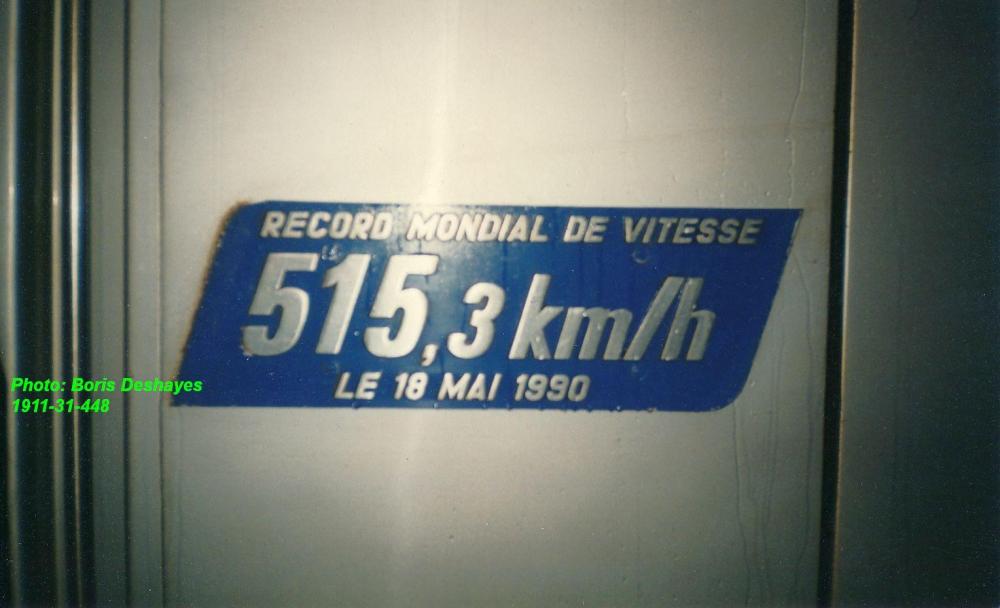 RECORD MONDIAL DE VITESSE
515,3 km/h
LE 18 MAI 1990
Photo: Boris Deshayes
1911-31-448